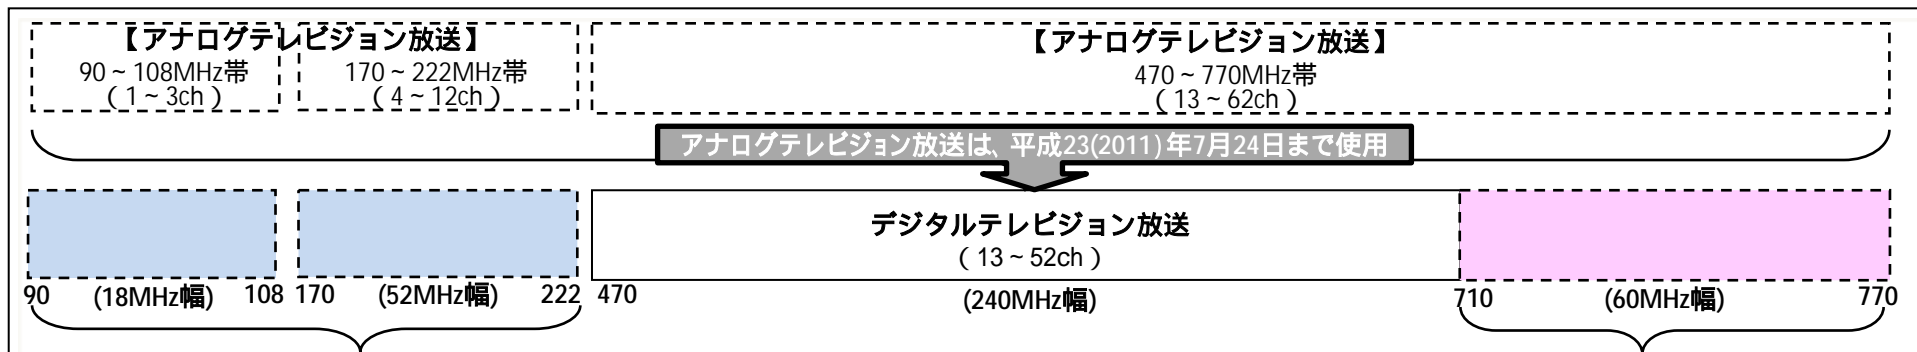 【アナログテレビジョン放送】
90～108MHz帯
（1～3ch）
170～222MHz帯
（4～12ch）
【アナログテレビジョン放送】
470～770MHz帯
（13～62ch）
アナログテレビジョン放送は、平成23(2011)年7月24日まで使用
デジタルテレビジョン放送
（13～52ch）
90 (18MHz幅) 108 170 (52MHz幅) 222 470 (240MHz幅) 710 (60MHz幅) 770